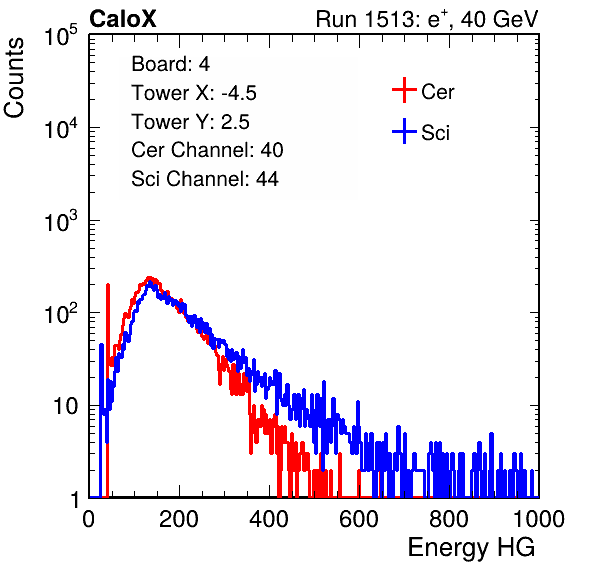 CaloX Run 1513: e⁺, 40 GeV
Counts
10⁵
10⁴
10³
10²
10
1
Board: 4
Tower X: -4.5
Tower Y: 2.5
Cer Channel: 40
Sci Channel: 44
Cer
Sci
0 200 400 600 800 1000
Energy HG